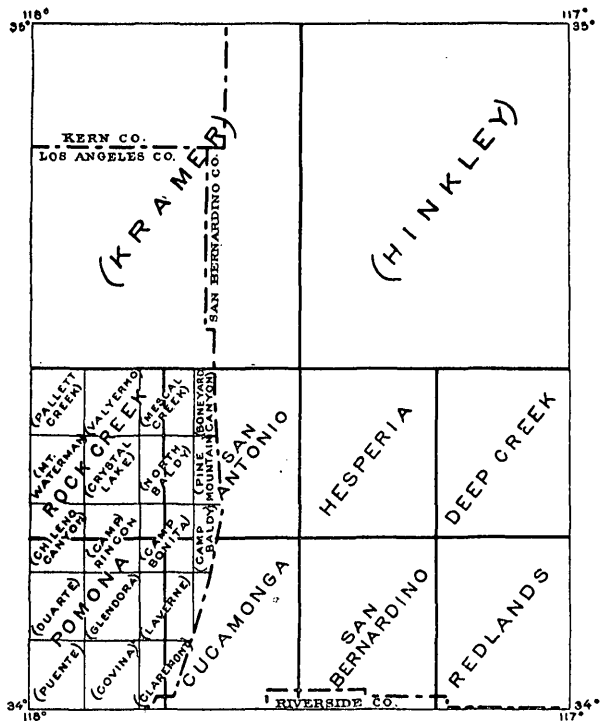 118°
117°
35°
35°
KERN CO.
LOS ANGELES CO.
SAN BERNARDINO CO.
(KRAMER)
(HINKLEY)
(PALLETT
CREEK)
(VALYERMO)
(MESCAL
CREEK)
(BONEYARD
CANYON)
ROCK CREEK
(MT.
WATERMAN)
(CRYSTAL
LAKE)
(NORTH
BALDY)
(PINE
MOUNTAIN)
SAN
ANTONIO
HESPERIA
DEEP CREEK
(CHILENO
CANYON)
(CAMP
RINCON)
(CAMP
BONITA)
(CAMP
BALDY)
POMONA
(DUARTE)
(GLENDORA)
(LAVERNE)
(PUENTE)
(COVINA)
(CLAREMONT)
CUCAMONGA
SAN
BERNARDINO
REDLANDS
RIVERSIDE CO.
34°
34°
118°
117°